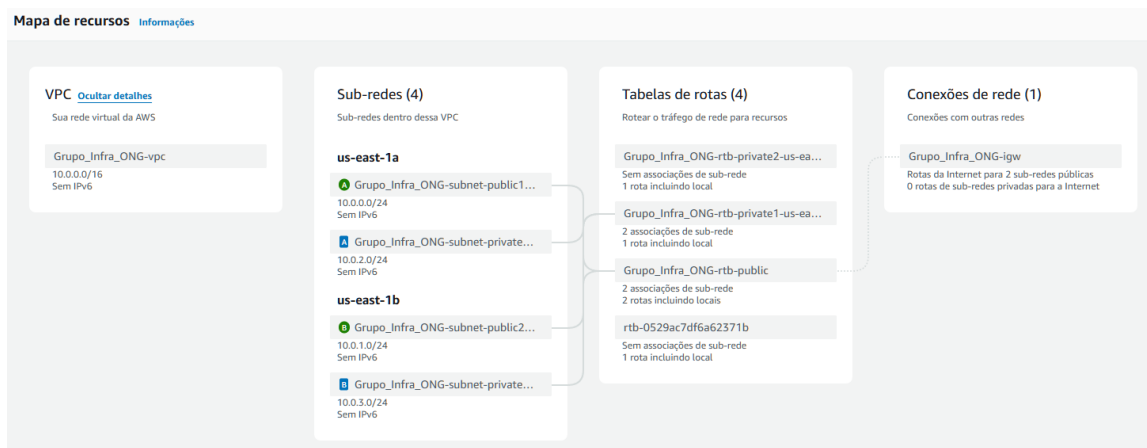 Mapa de recursos Informações
VPC Ocultar detalhes
Sua rede virtual da AWS
Grupo_Infra_ONG-vpc
10.0.0.0/16
Sem IPv6
Sub-redes (4)
Sub-redes dentro dessa VPC
us-east-1a
A Grupo_Infra_ONG-subnet-public1...
10.0.0.0/24
Sem IPv6
A Grupo_Infra_ONG-subnet-private...
10.0.2.0/24
Sem IPv6
us-east-1b
B Grupo_Infra_ONG-subnet-public2...
10.0.1.0/24
Sem IPv6
B Grupo_Infra_ONG-subnet-private...
10.0.3.0/24
Sem IPv6
Tabelas de rotas (4)
Rotear o tráfego de rede para recursos
Grupo_Infra_ONG-rtb-private2-us-ea...
Sem associações de sub-rede
1 rota incluindo local
Grupo_Infra_ONG-rtb-private1-us-ea...
2 associações de sub-rede
1 rota incluindo local
Grupo_Infra_ONG-rtb-public
2 associações de sub-rede
2 rotas incluindo locais
rtb-0529ac7df6a62371b
Sem associações de sub-rede
1 rota incluindo local
Conexões de rede (1)
Conexões com outras redes
Grupo_Infra_ONG-igw
Rotas da Internet para 2 sub-redes públicas
0 rotas de sub-redes privadas para a Internet